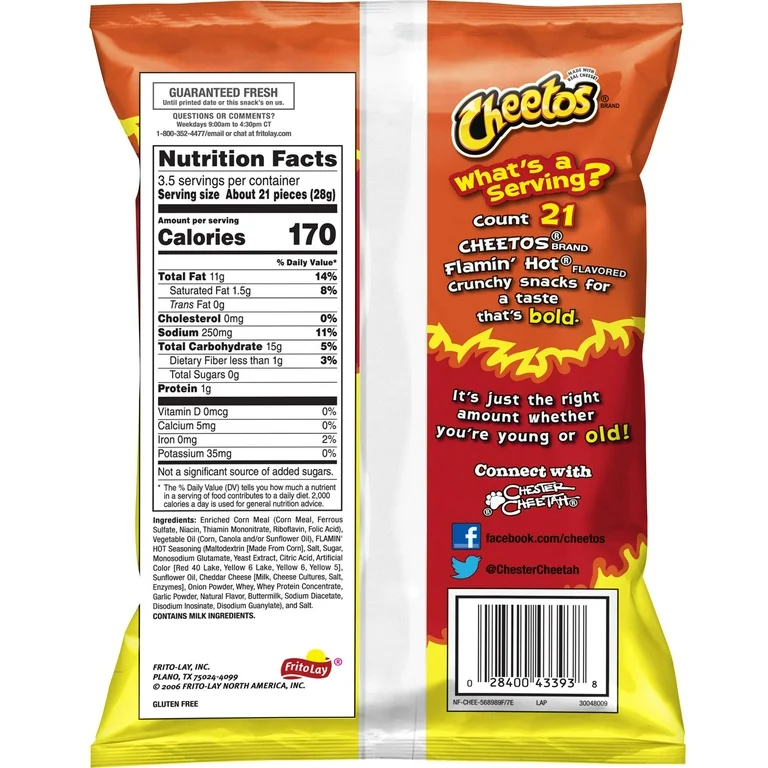 GUARANTEED FRESH
Until printed date or this snack's on us.
QUESTIONS OR COMMENTS?
Weekdays 9:00am to 4:30pm CT
1-800-352-4477/email or chat at fritolay.com
Nutrition Facts
3.5 servings per container
Serving size About 21 pieces (28g)
Amount per serving
Calories 170
% Daily Value*
Total Fat 11g 14%
Saturated Fat 1.5g 8%
Trans Fat 0g
Cholesterol 0mg 0%
Sodium 250mg 11%
Total Carbohydrate 15g 5%
Dietary Fiber less than 1g 3%
Total Sugars 0g
Protein 1g
Vitamin D 0mcg 0%
Calcium 5mg 0%
Iron 0mg 2%
Potassium 35mg 0%
Not a significant source of added sugars.
* The % Daily Value (DV) tells you how much a nutrient
in a serving of food contributes to a daily diet. 2,000
calories a day is used for general nutrition advice.
Ingredients: Enriched Corn Meal (Corn Meal, Ferrous
Sulfate, Niacin, Thiamin Mononitrate, Riboflavin, Folic Acid),
Vegetable Oil (Corn, Canola and/or Sunflower Oil), FLAMIN'
HOT Seasoning (Maltodextrin [Made From Corn], Salt, Sugar,
Monosodium Glutamate, Yeast Extract, Citric Acid, Artificial
Color [Red 40 Lake, Yellow 6 Lake, Yellow 6, Yellow 5],
Sunflower Oil, Cheddar Cheese [Milk, Cheese Cultures, Salt,
Enzymes], Onion Powder, Whey, Whey Protein Concentrate,
Garlic Powder, Natural Flavor, Buttermilk, Sodium Diacetate,
Disodium Inosinate, Disodium Guanylate), and Salt.
CONTAINS MILK INGREDIENTS.
FRITO-LAY, INC.
PLANO, TX 75024-4099
© 2006 FRITO-LAY NORTH AMERICA, INC.
GLUTEN FREE
Frito Lay ®
MADE WITH
REAL CHEESE!
Cheetos ® BRAND
What's a
Serving?
Count 21
CHEETOS® BRAND
Flamin' Hot® FLAVORED
crunchy snacks for
a taste
that's bold.
It's just the right
amount whether
you're young or old!
Connect with
CHESTER
® CHEETAH®
facebook.com/cheetos
@ChesterCheetah
0 28400 43393 8
NF-CHEE-568989F/7E LAP 30048009